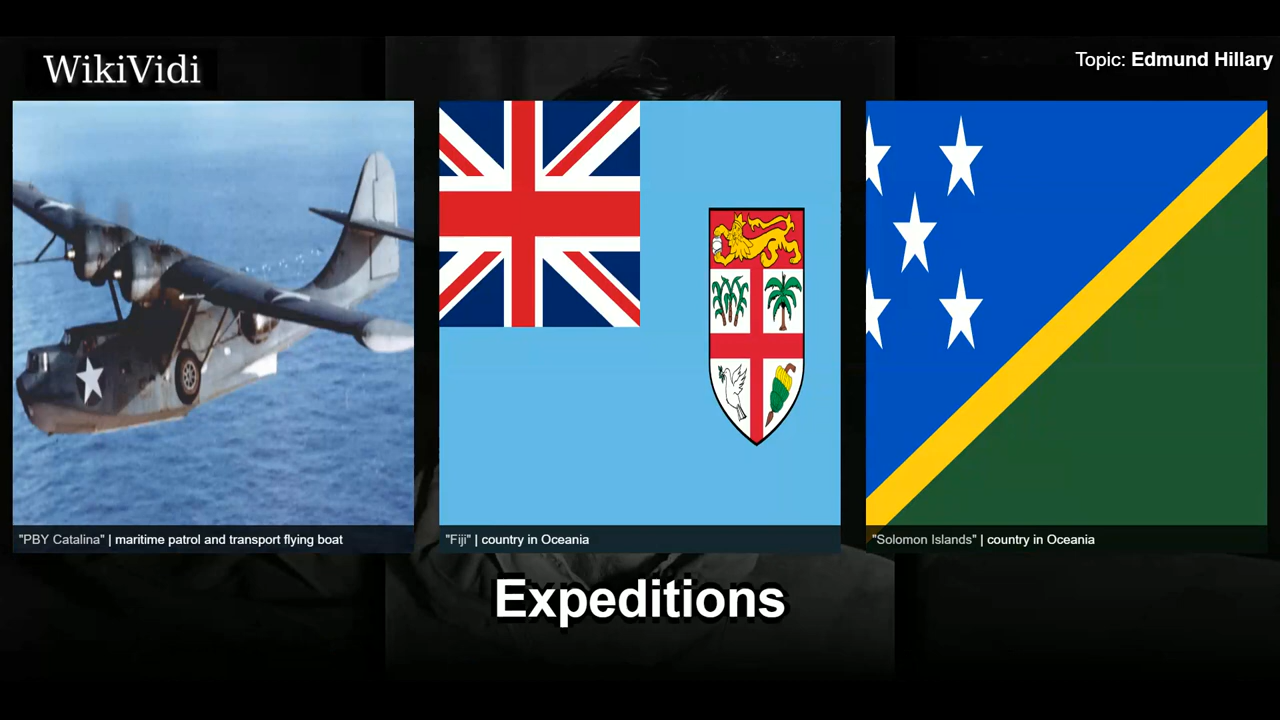 WikiVidi
Topic: Edmund Hillary
"PBY Catalina" | maritime patrol and transport flying boat
"Fiji" | country in Oceania
"Solomon Islands" | country in Oceania
Expeditions